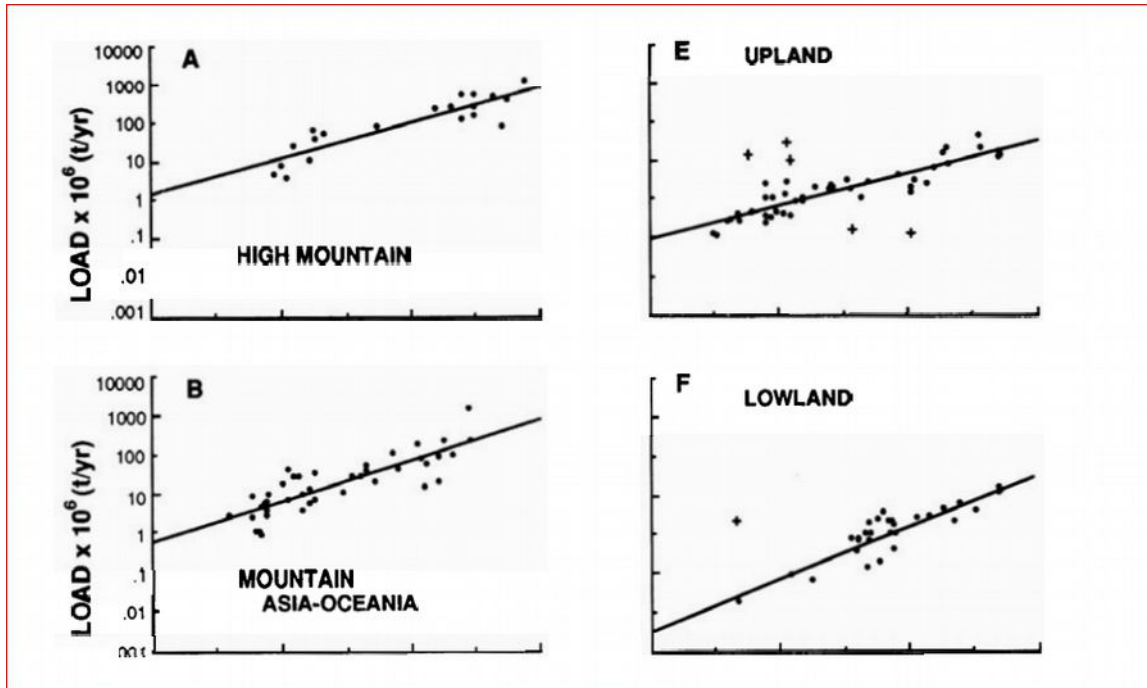 A
10000
1000
100
10
1
.1
.01
.001
LOAD x 10⁶ (t/yr)
HIGH MOUNTAIN
E
UPLAND
B
10000
1000
100
10
1
.1
.01
.001
LOAD x 10⁶ (t/yr)
MOUNTAIN
ASIA-OCEANIA
F
LOWLAND